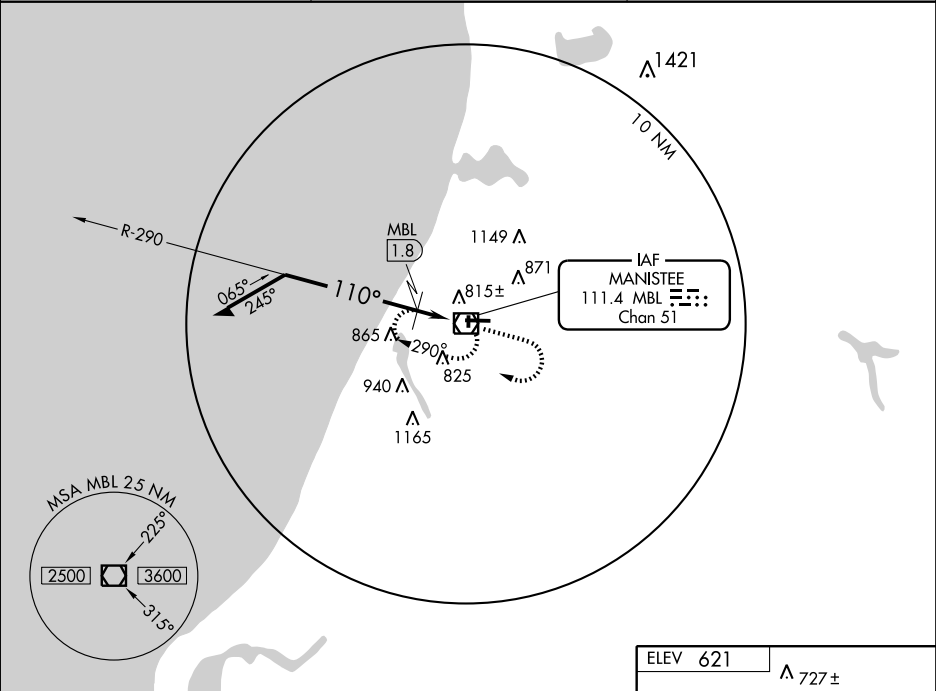 1421
10 NM
R-290
MBL
1.8
1149
871
IAF
MANISTEE
111.4 MBL
Chan 51
065°
245°
110°
815±
865
290°
825
940
1165
MSA MBL 25 NM
225°
2500
3600
315°
ELEV 621
727±